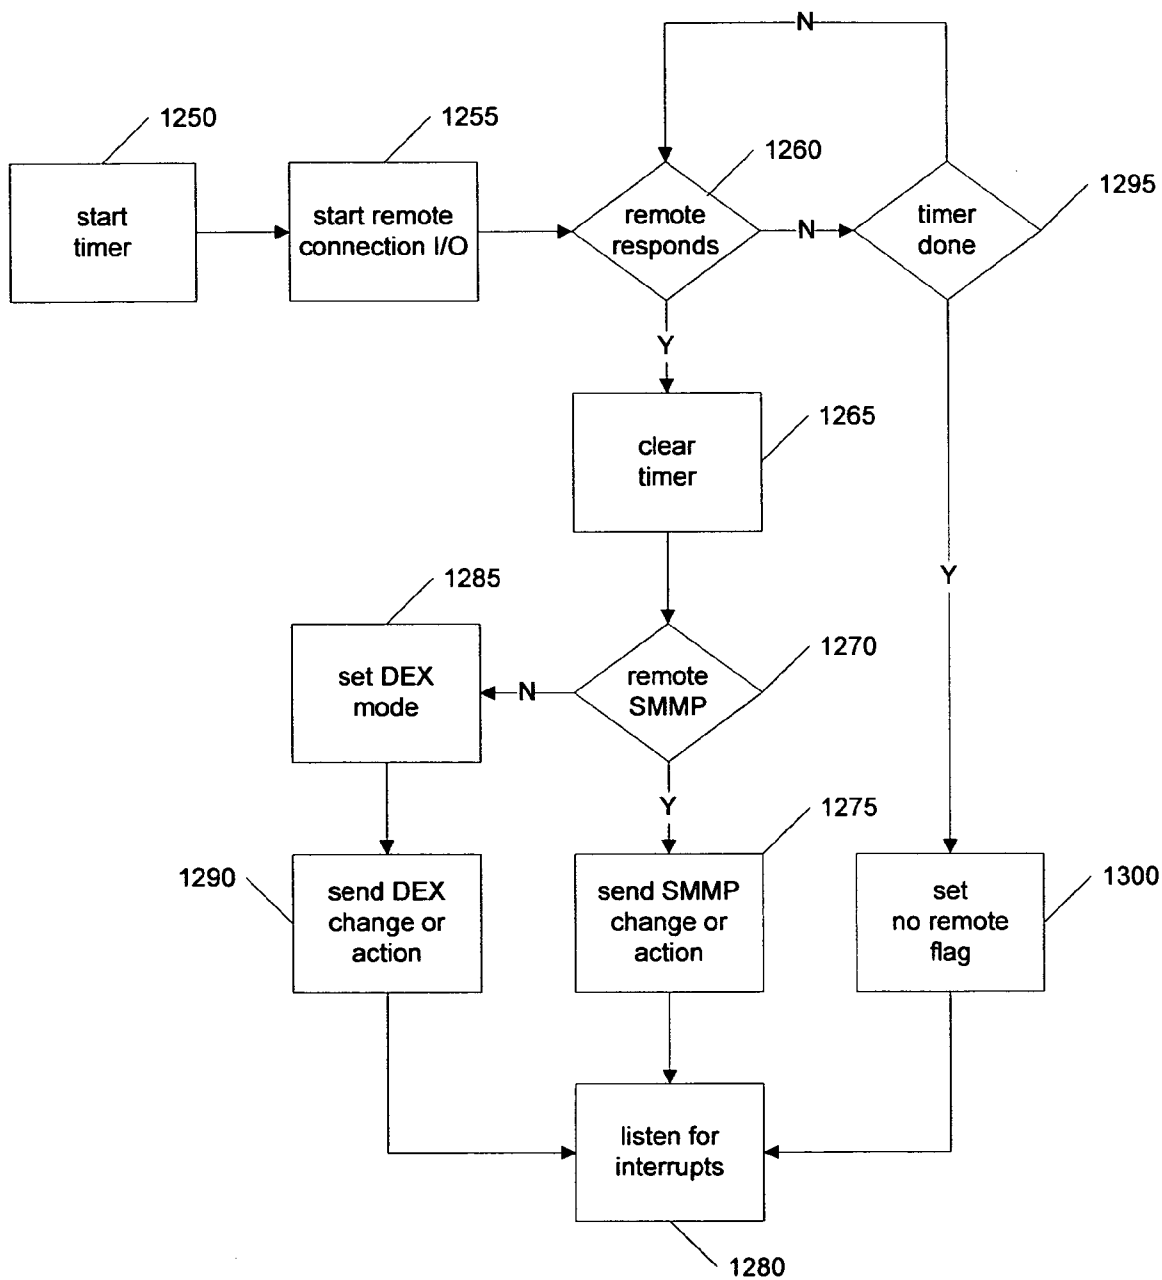 N
1250
1255
1260
1295
start
timer
start remote
connection I/O
remote
responds
N
timer
done
Y
clear
timer
1265
Y
1285
set DEX
mode
N
remote
SMMP
1270
Y
1275
1290
send DEX
change or
action
send SMMP
change or
action
set
no remote
flag
1300
listen for
interrupts
1280